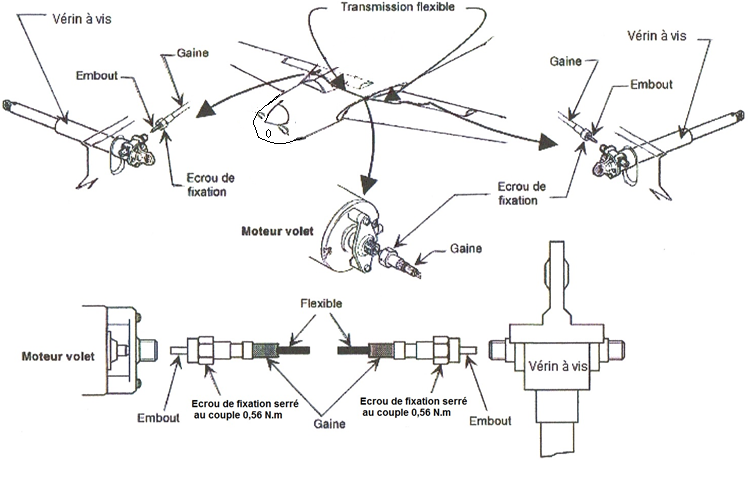 Transmission flexible
Vérin à vis
Gaine
Embout
Ecrou de
fixation
Vérin à vis
Gaine
Embout
Ecrou de
fixation
Moteur volet
Gaine
Flexible
Moteur volet
Vérin à vis
Embout
Ecrou de fixation serré
au couple 0,56 N.m
Gaine
Ecrou de fixation serré
au couple 0,56 N.m
Embout